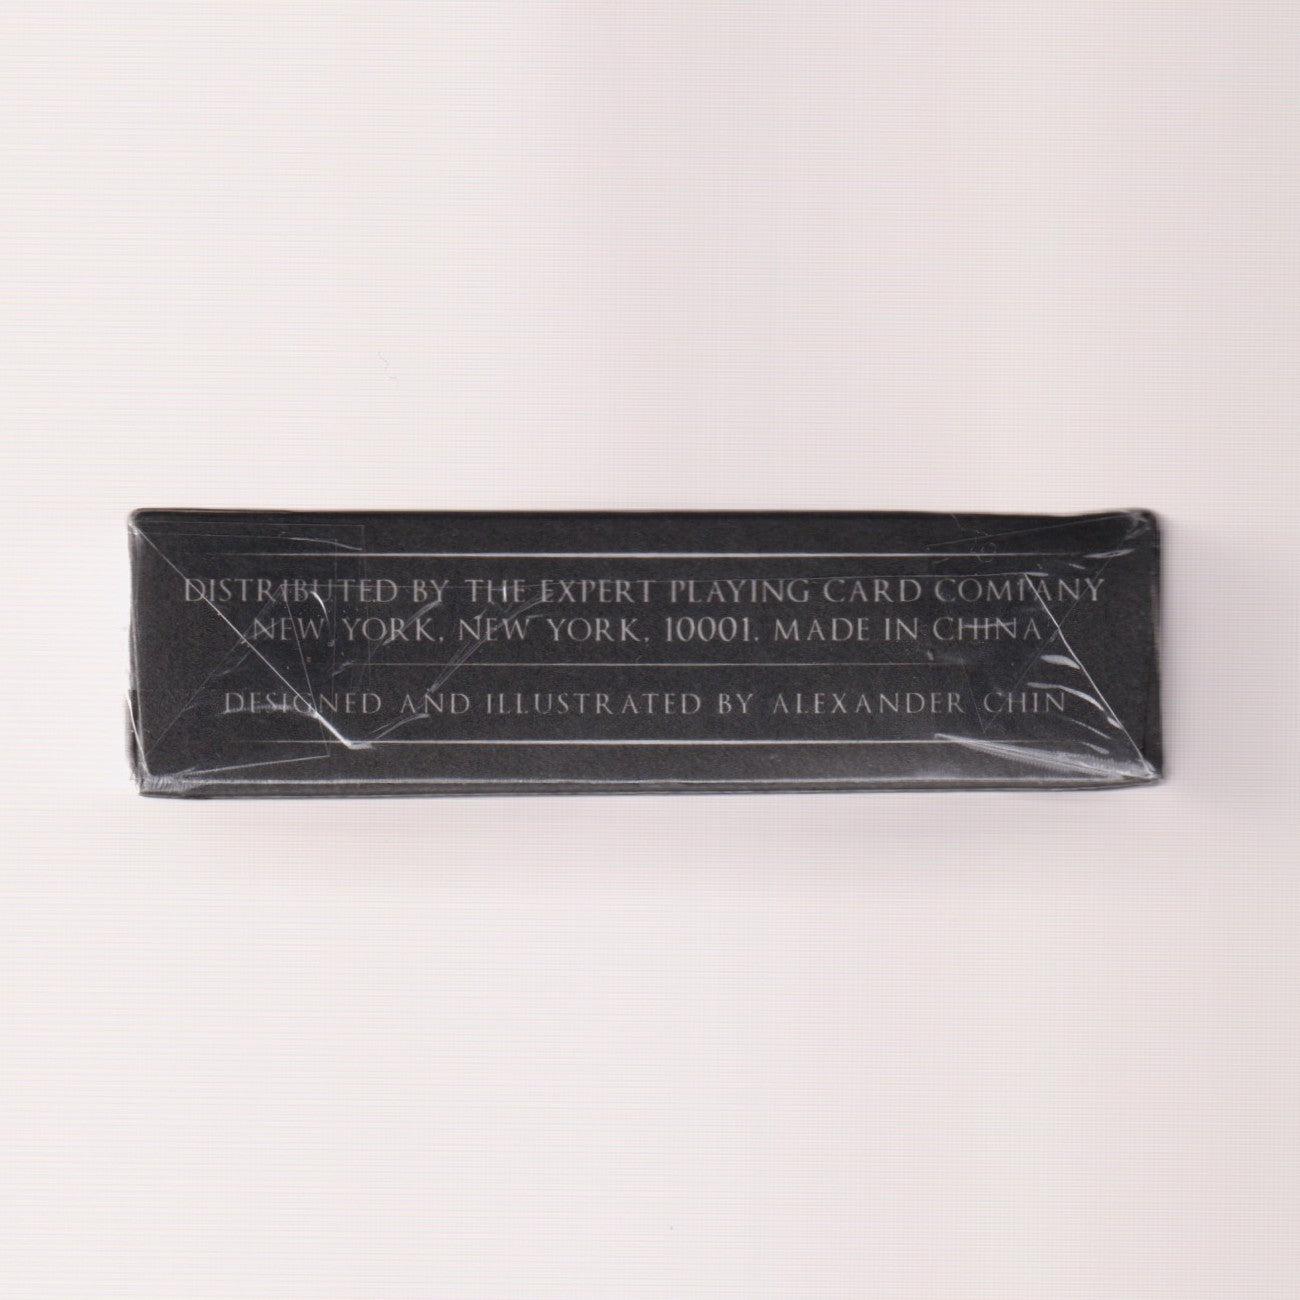 DISTRIBUTED BY THE EXPERT PLAYING CARD COMPANY
NEW YORK, NEW YORK, 10001. MADE IN CHINA
DESIGNED AND ILLUSTRATED BY ALEXANDER CHIN